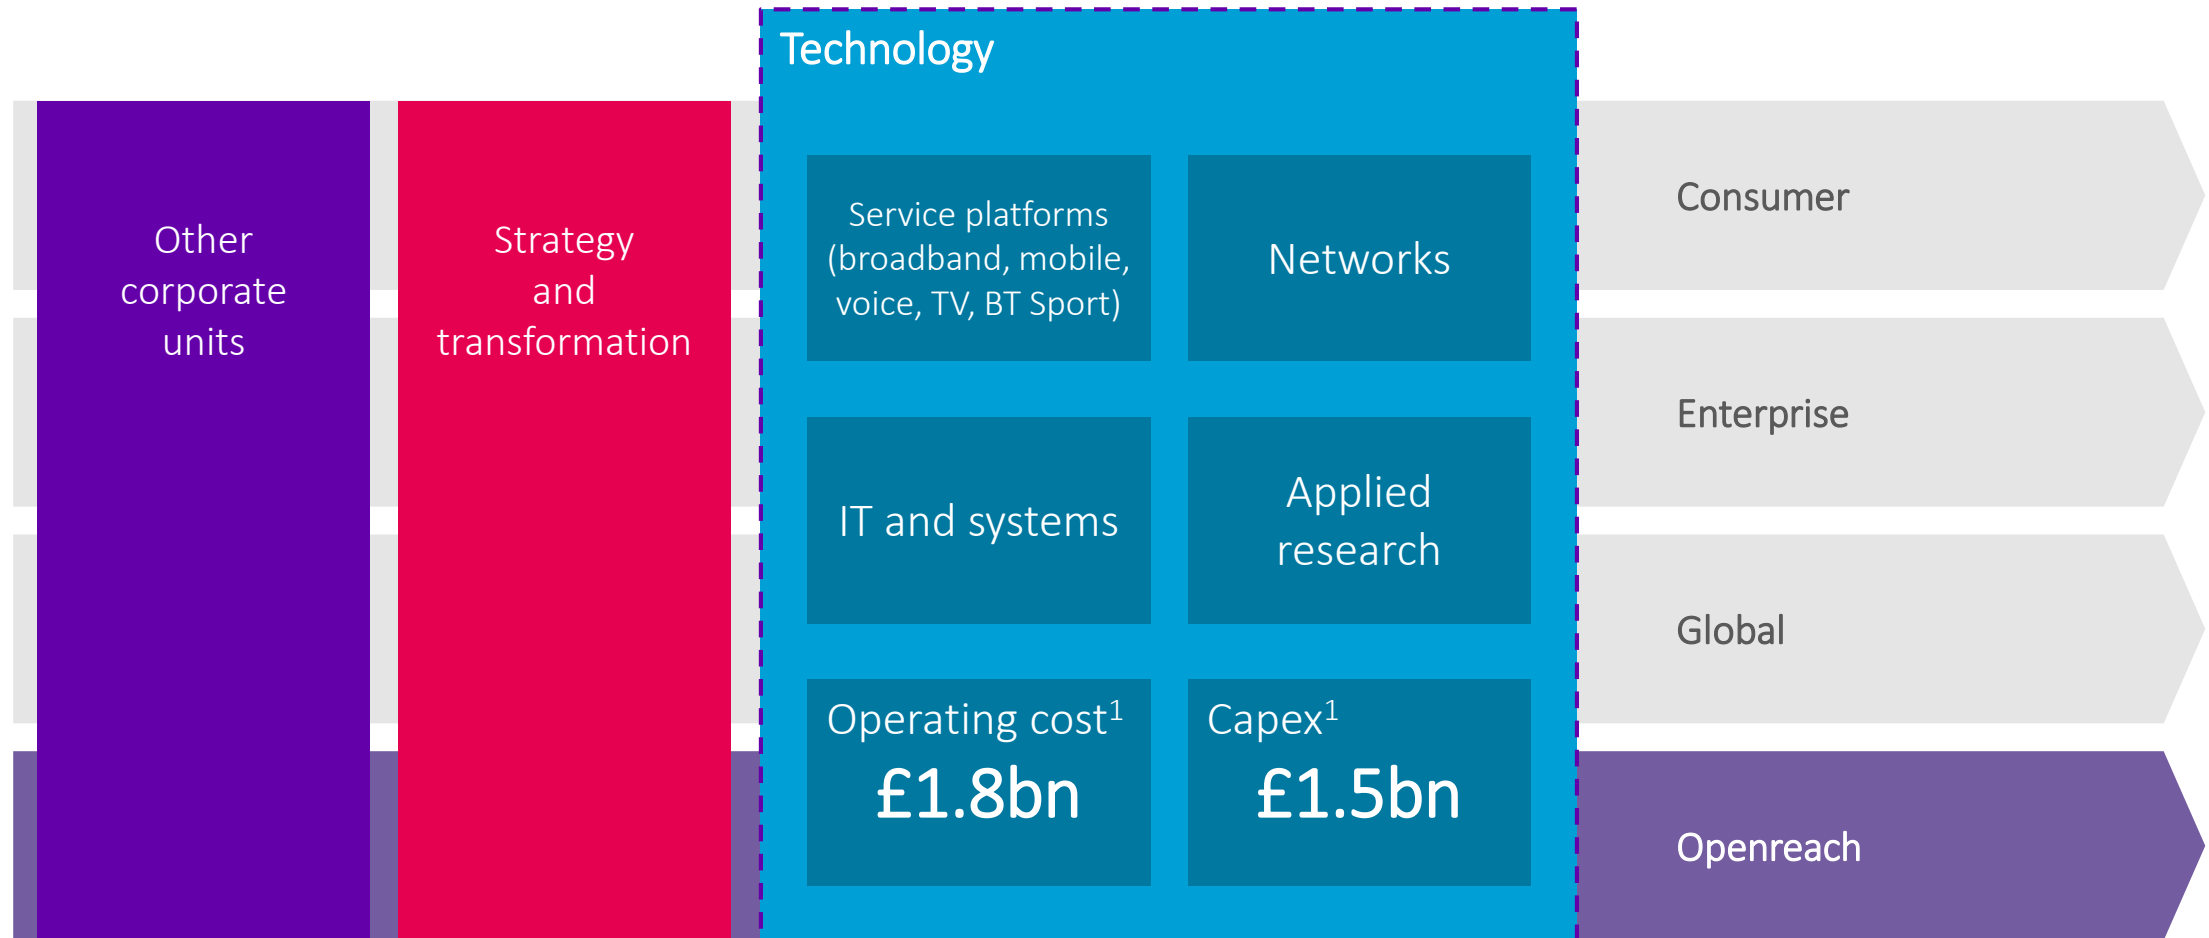 Technology
Other
corporate
units
Strategy
and
transformation
Service platforms
(broadband, mobile,
voice, TV, BT Sport)
Networks
IT and systems
Applied
research
Operating cost¹
£1.8bn
Capex¹
£1.5bn
Consumer
Enterprise
Global
Openreach